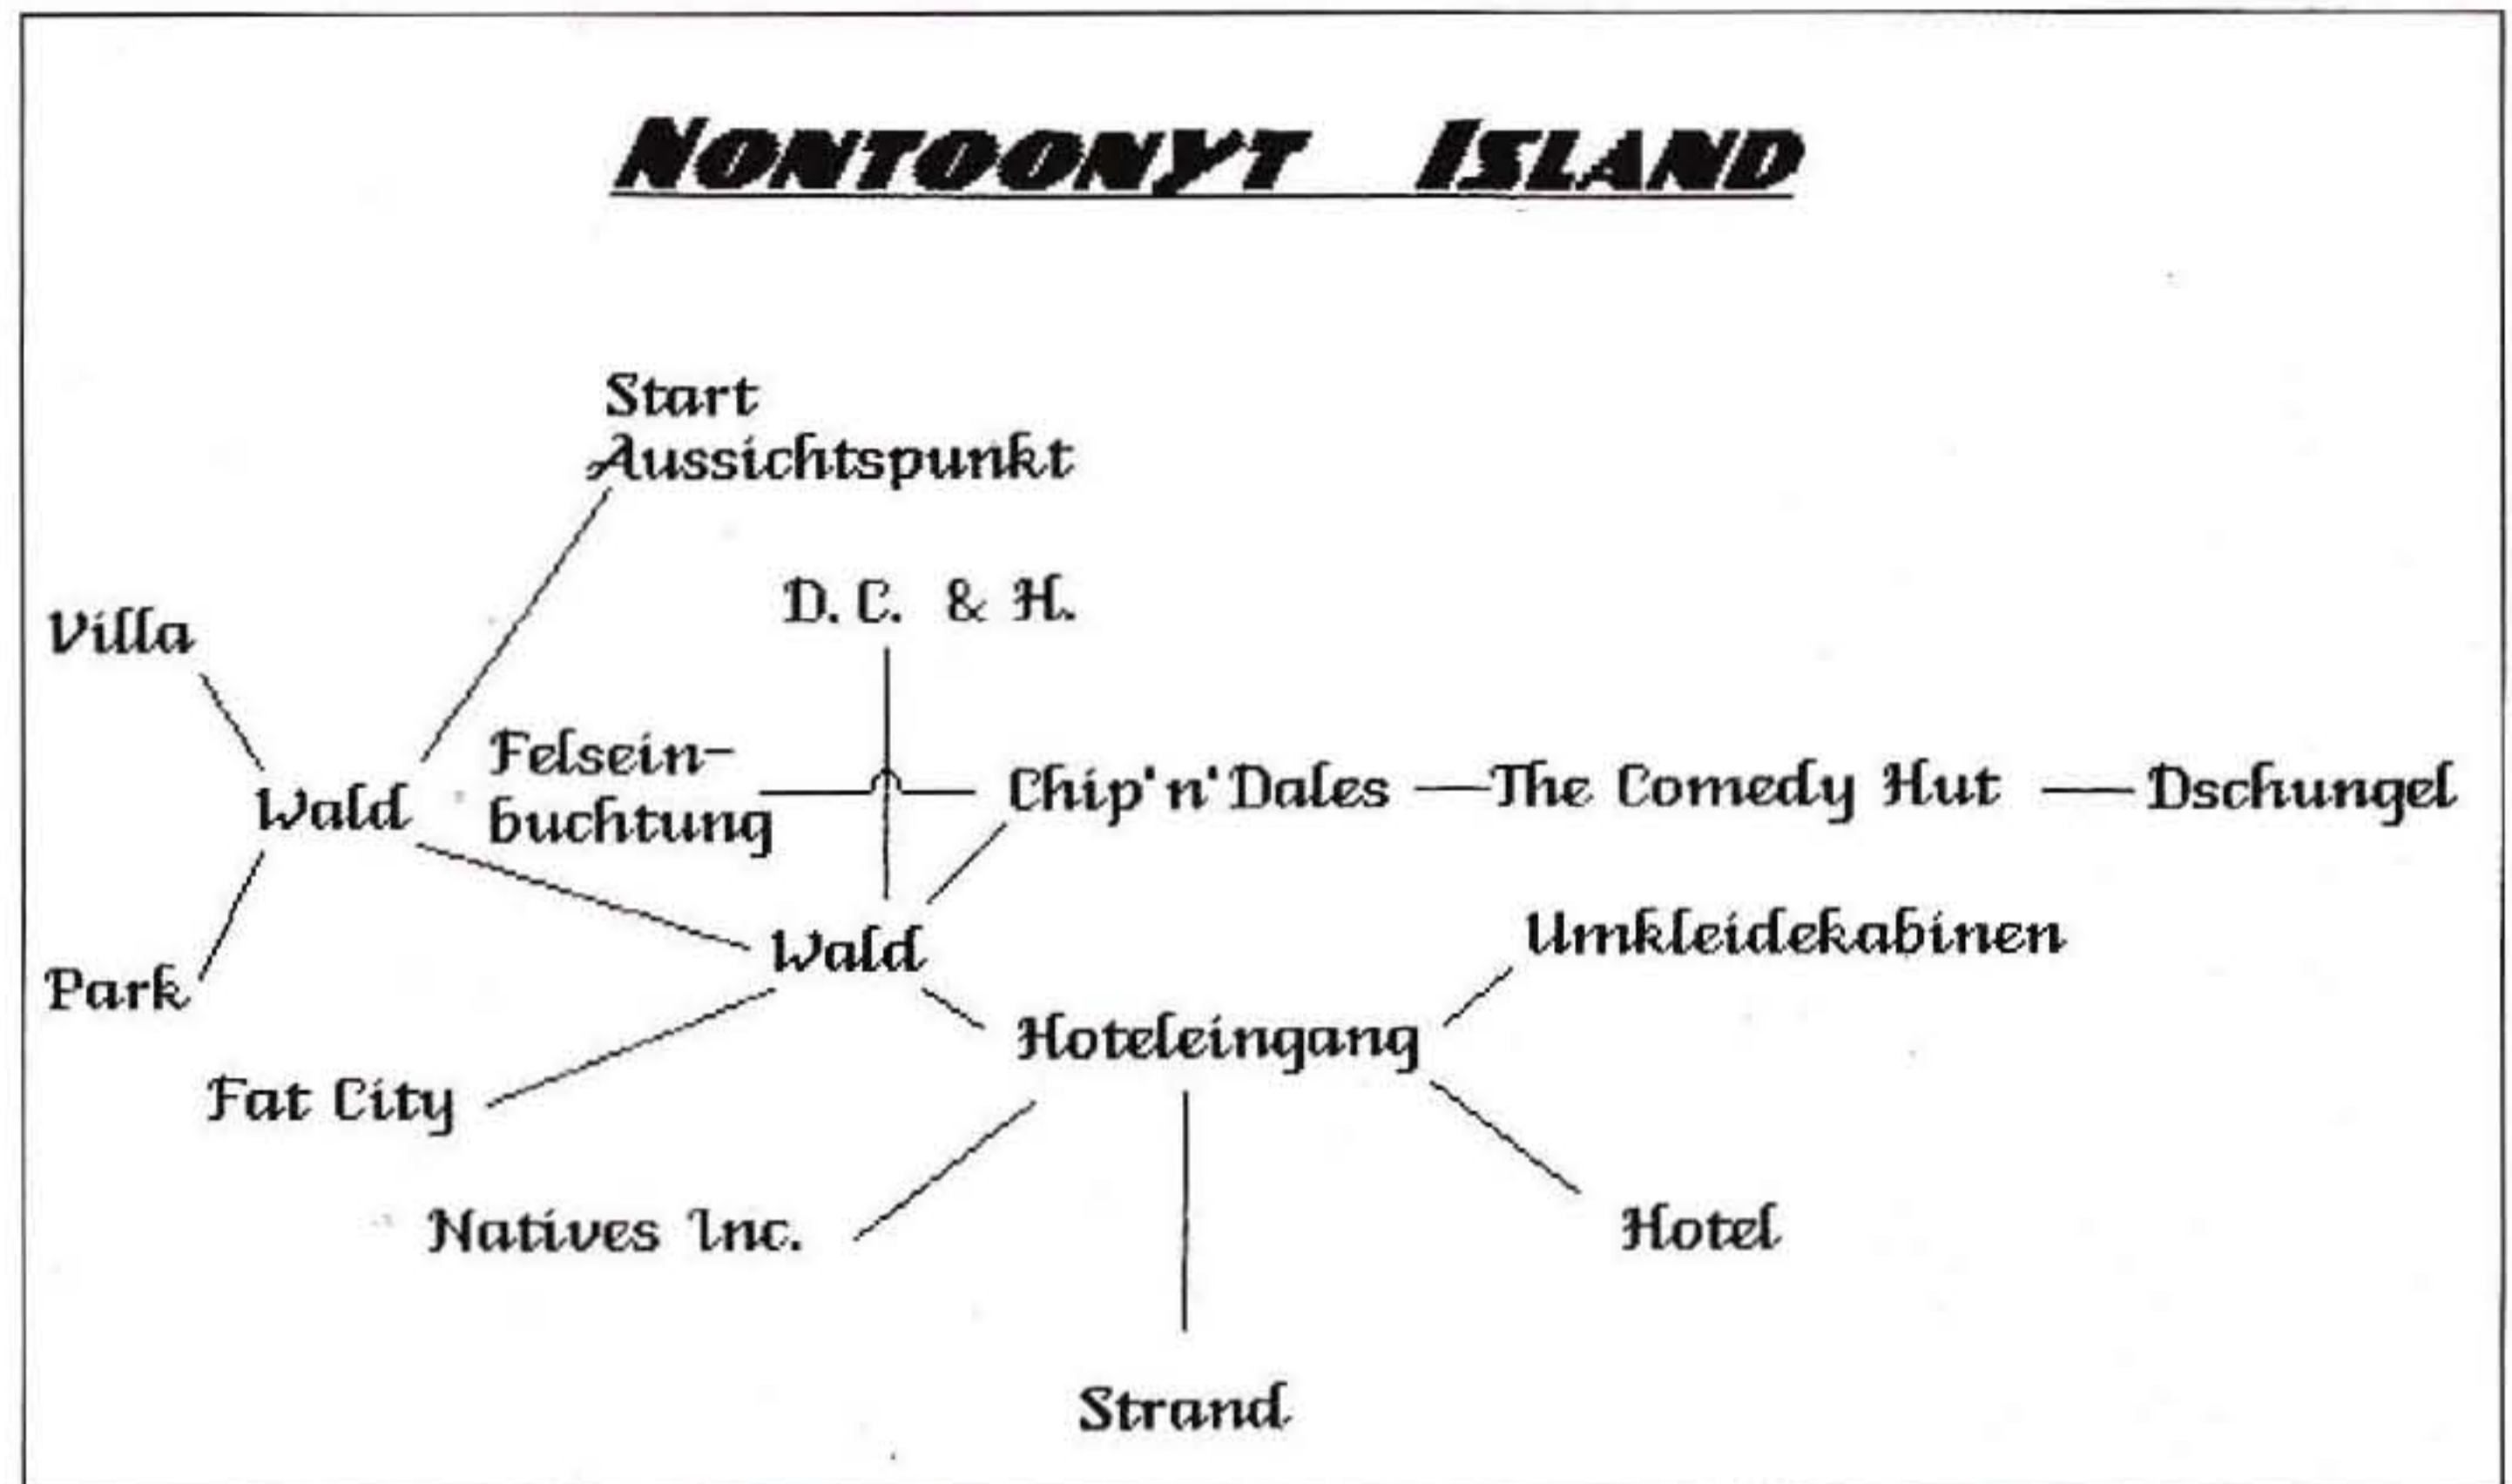 NONTOONYT ISLAND
Start
Aussichtspunkt
D. C. & H.
Villa
Felsein-
buchtung
Wald
Chip'n'Dales
The Comedy Hut
Dschungel
Wald
Umkleidekabinen
Park
Hoteleingang
Fat City
Natives Inc.
Hotel
Strand